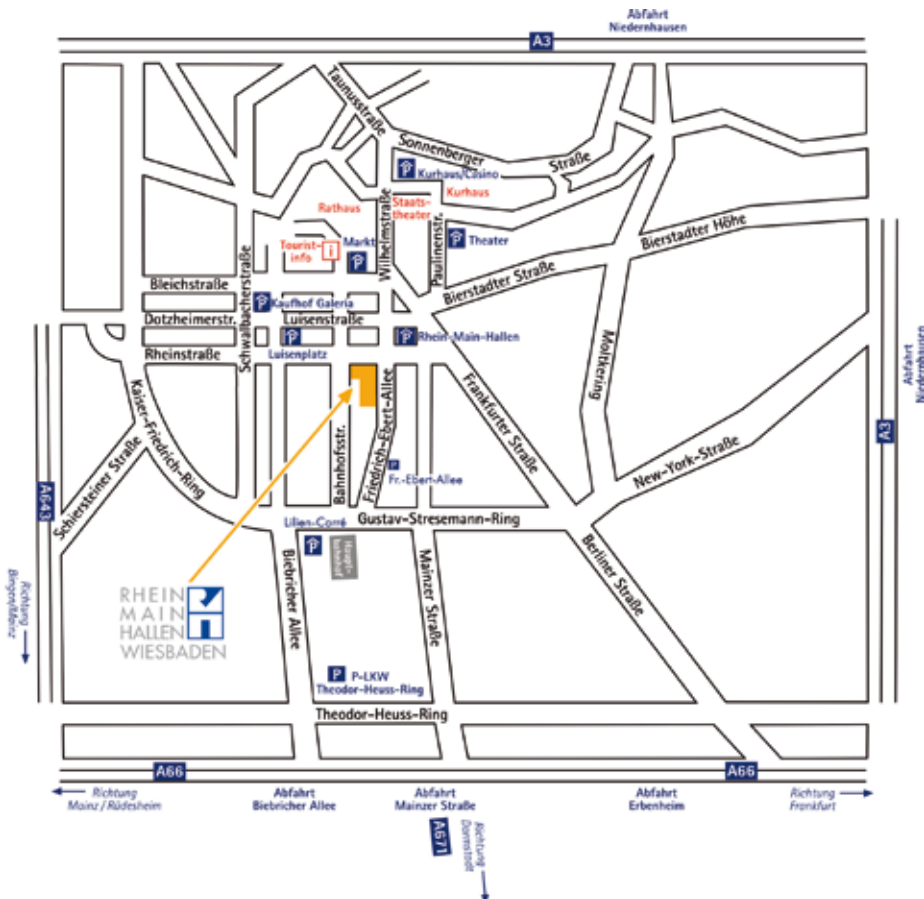 Abfahrt
Niedernhausen
A3
Taunusstraße
Sonnenberger
Straße
Kurhaus/Casino
Kurhaus
Staats-
theater
Rathaus
Wilhelmstraße
Paulinenstr.
Theater
Bierstadter Höhe
Tourist-
info
i
Markt
Bierstadter Straße
Schwalbacherstraße
Bleichstraße
Kaufhof Galeria
Dotzheimerstr.
Luisenstraße
Rhein-Main-Hallen
Rheinstraße
Luisenplatz
Moltkering
Abfahrt
Niedernhausen
A3
Kaiser-Friedrich-Ring
Frankfurter Straße
Friedrich-Ebert-Allee
Bahnhofsstr.
P
Fr.-Ebert-Allee
New-York-Straße
Schiersteiner Straße
A643
Gustav-Stresemann-Ring
Lilien-Carré
Haupt-
bahnhof
Biebricher Allee
Mainzer Straße
Berliner Straße
Richtung
Bingen/Mainz
RHEIN
MAIN
HALLEN
WIESBADEN
P P-LKW
Theodor-Heuss-Ring
Theodor-Heuss-Ring
A66
A66
Richtung
Mainz / Rüdesheim
Abfahrt
Biebricher Allee
Abfahrt
Mainzer Straße
Abfahrt
Erbenheim
Richtung
Frankfurt
A671
Richtung
Darmstadt